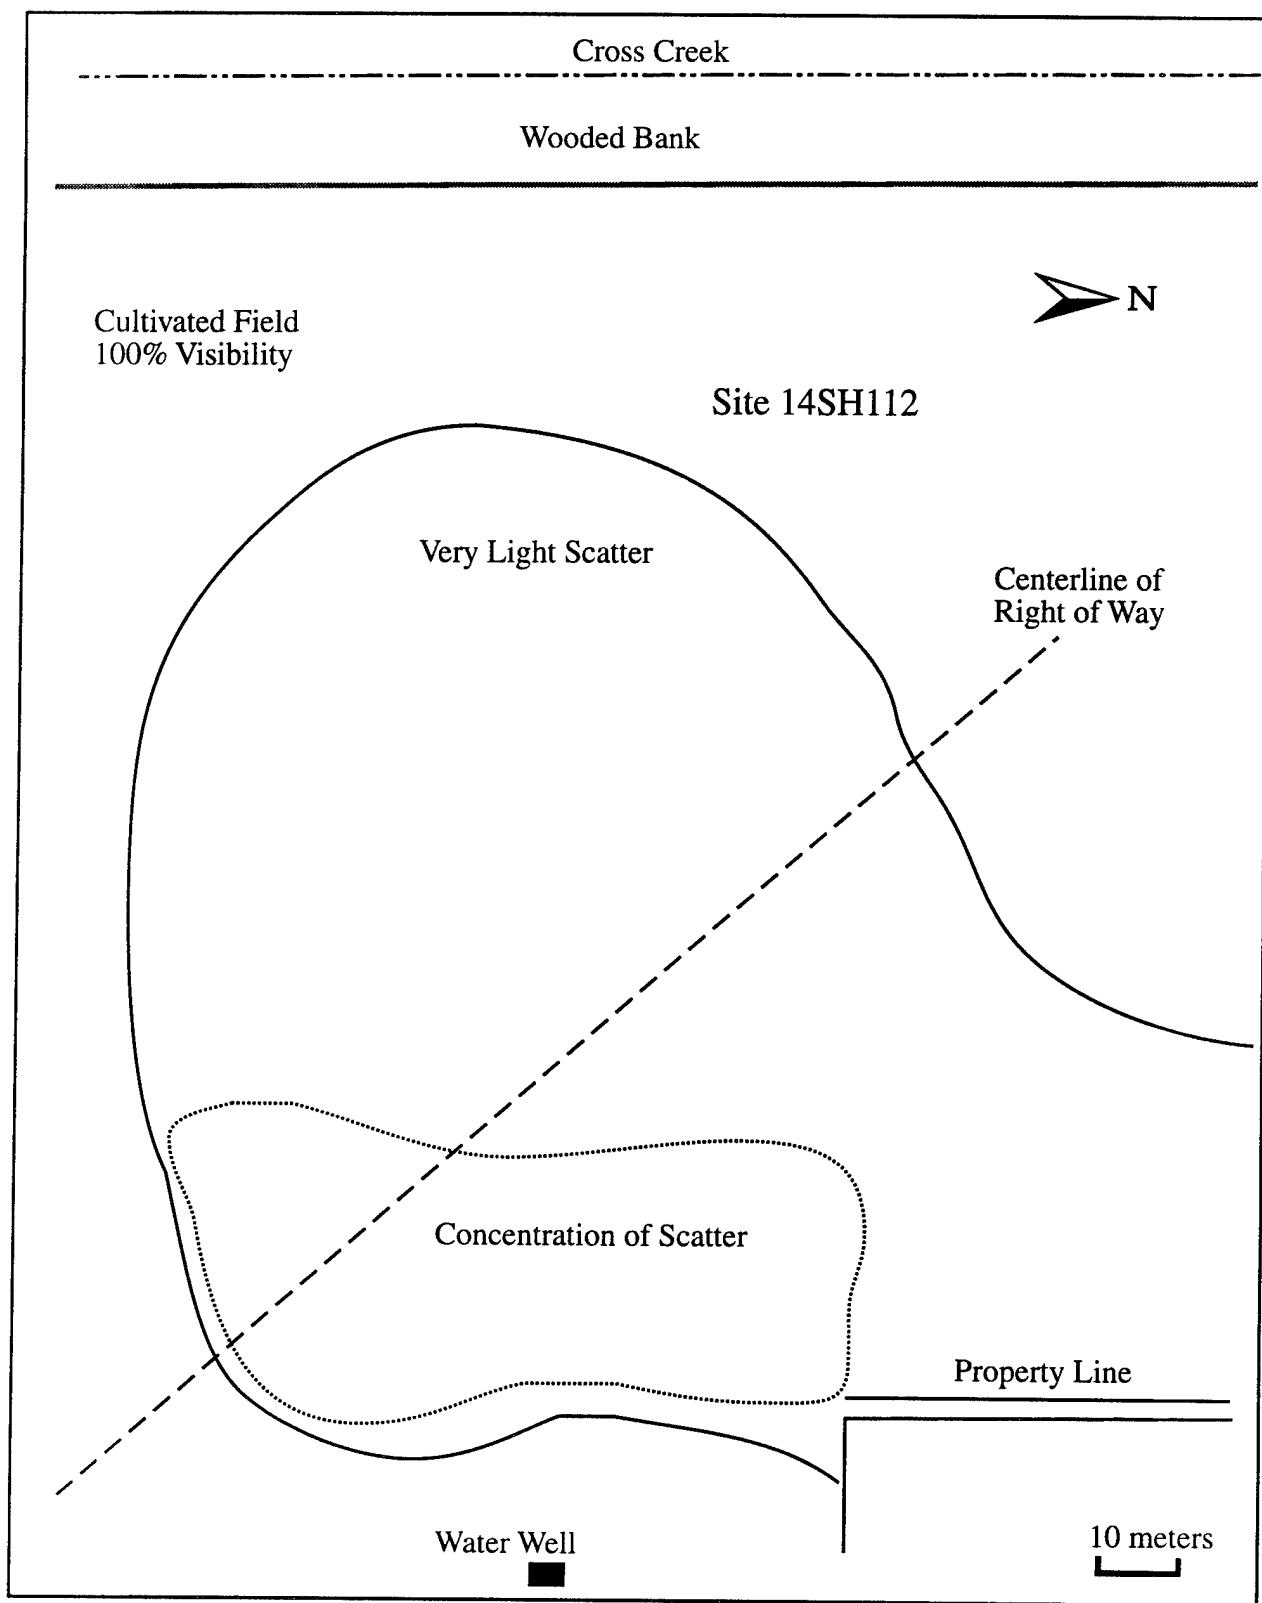 Cross Creek
Wooded Bank
N
Cultivated Field
100% Visibility
Site 14SH112
Very Light Scatter
Centerline of
Right of Way
Concentration of Scatter
Property Line
Water Well
10 meters